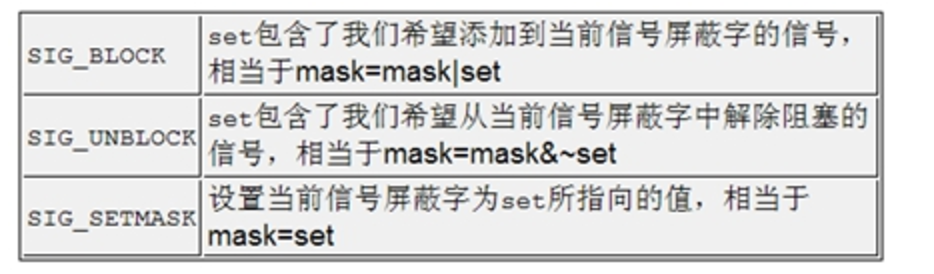 SIG_BLOCK
set包含了我们希望添加到当前信号屏蔽字的信号，
相当于mask=mask|set
SIG_UNBLOCK
set包含了我们希望从当前信号屏蔽字中解除阻塞的
信号，相当于mask=mask&~set
SIG_SETMASK
设置当前信号屏蔽字为set所指向的值，相当于
mask=set